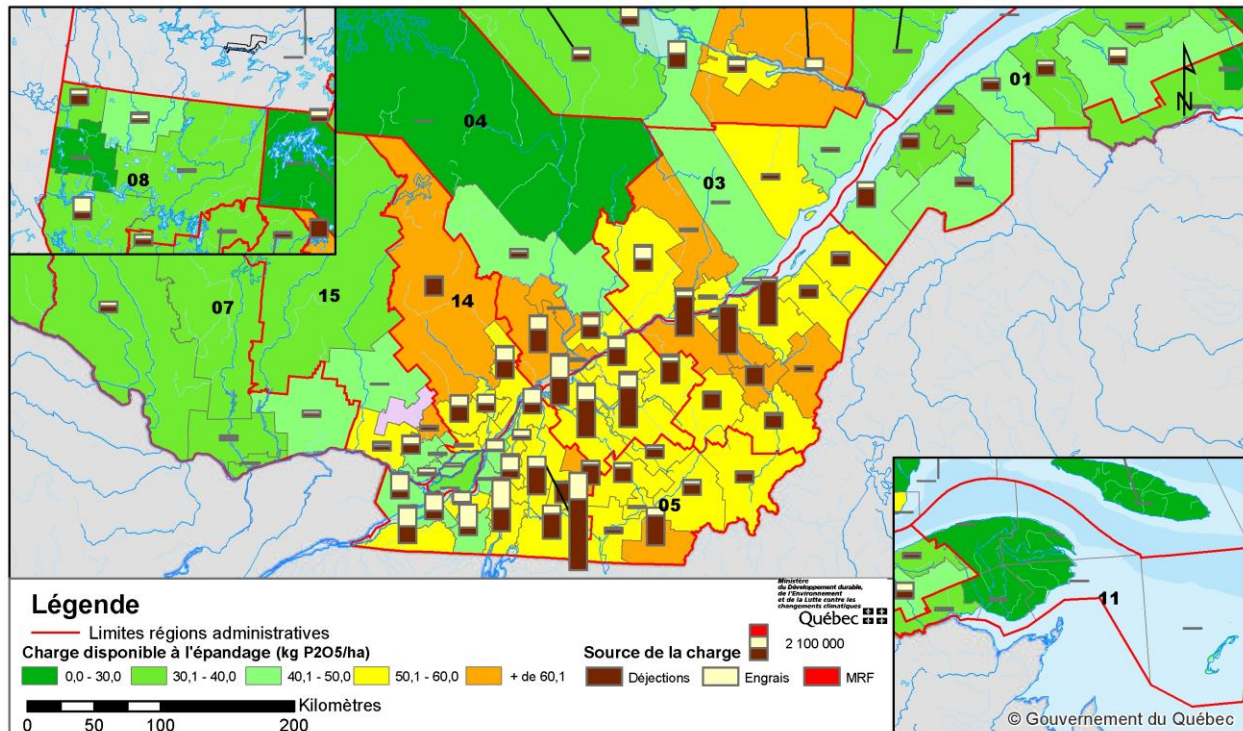 08
04
03
01
07
15
14
05
11
N
Légende
Limites régions administratives
Charge disponible à l'épandage (kg P2O5/ha)
0,0 - 30,0
30,1 - 40,0
40,1 - 50,0
50,1 - 60,0
+ de 60,1
0 50 100 200 Kilomètres
Source de la charge
Déjections
Engrais
MRF
2 100 000
Ministère
du Développement durable,
de l'Environnement
et de la Lutte contre les
changements climatiques
Québec
© Gouvernement du Québec